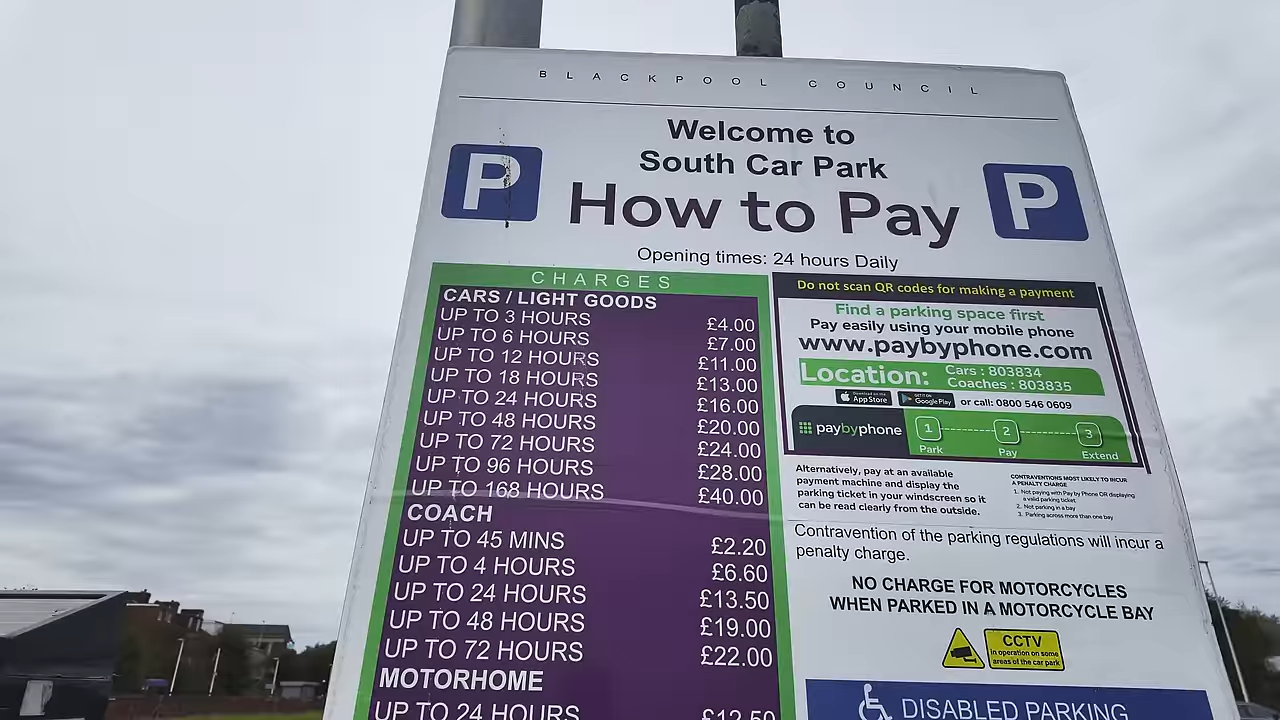 BLACKPOOL COUNCIL
Welcome to
South Car Park
P
P
How to Pay
Opening times: 24 hours Daily
CHARGES
CARS / LIGHT GOODS
UP TO 3 HOURS £4.00
UP TO 6 HOURS £7.00
UP TO 12 HOURS £11.00
UP TO 18 HOURS £13.00
UP TO 24 HOURS £16.00
UP TO 48 HOURS £20.00
UP TO 72 HOURS £24.00
UP TO 96 HOURS £28.00
UP TO 168 HOURS £40.00
COACH
UP TO 45 MINS £2.20
UP TO 4 HOURS £6.60
UP TO 24 HOURS £13.50
UP TO 48 HOURS £19.00
UP TO 72 HOURS £22.00
MOTORHOME
UP TO 24 HOURS £12.50
Do not scan QR codes for making a payment
Find a parking space first
Pay easily using your mobile phone
www.paybyphone.com
Location: Cars : 803834
Coaches : 803835
Download on the App Store GET IT ON Google Play or call: 0800 546 0609
paybyphone 1 2 3
Park Pay Extend
Alternatively, pay at an available
payment machine and display the
parking ticket in your windscreen so it
can be read clearly from the outside.
CONTRAVENTIONS MOST LIKELY TO INCUR
A PENALTY CHARGE
1. Not paying with Pay by Phone OR displaying
a valid parking ticket
2. Not parking in a bay
3. Parking across more than one bay
Contravention of the parking regulations will incur a
penalty charge.
NO CHARGE FOR MOTORCYCLES
WHEN PARKED IN A MOTORCYCLE BAY
CCTV
in operation on some
areas of the car park
DISABLED PARKING